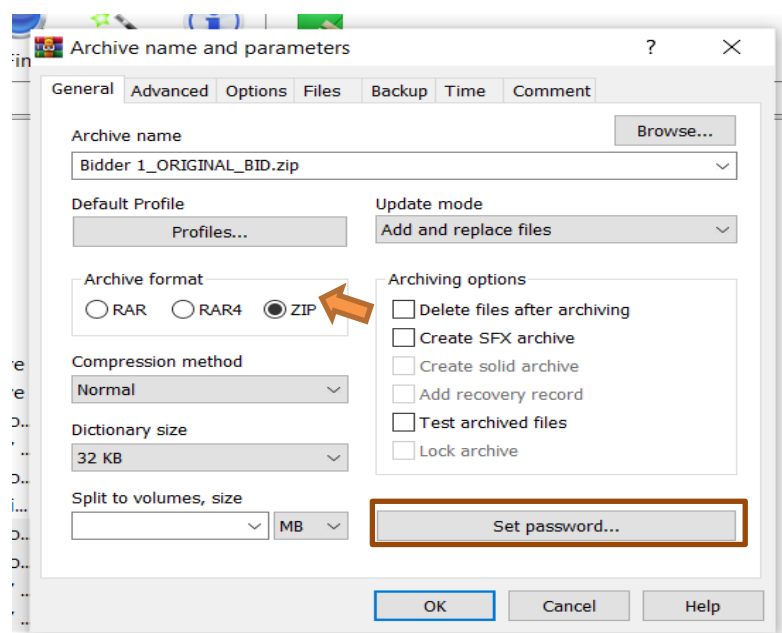 Archive name and parameters
General Advanced Options Files Backup Time Comment
Archive name
Browse...
Bidder 1_ORIGINAL_BID.zip
Default Profile
Update mode
Profiles...
Add and replace files
Archive format
Archiving options
RAR RAR4 ZIP
Delete files after archiving
Create SFX archive
Compression method
Create solid archive
Normal
Add recovery record
Dictionary size
Test archived files
32 KB
Lock archive
Split to volumes, size
MB
Set password...
OK Cancel Help